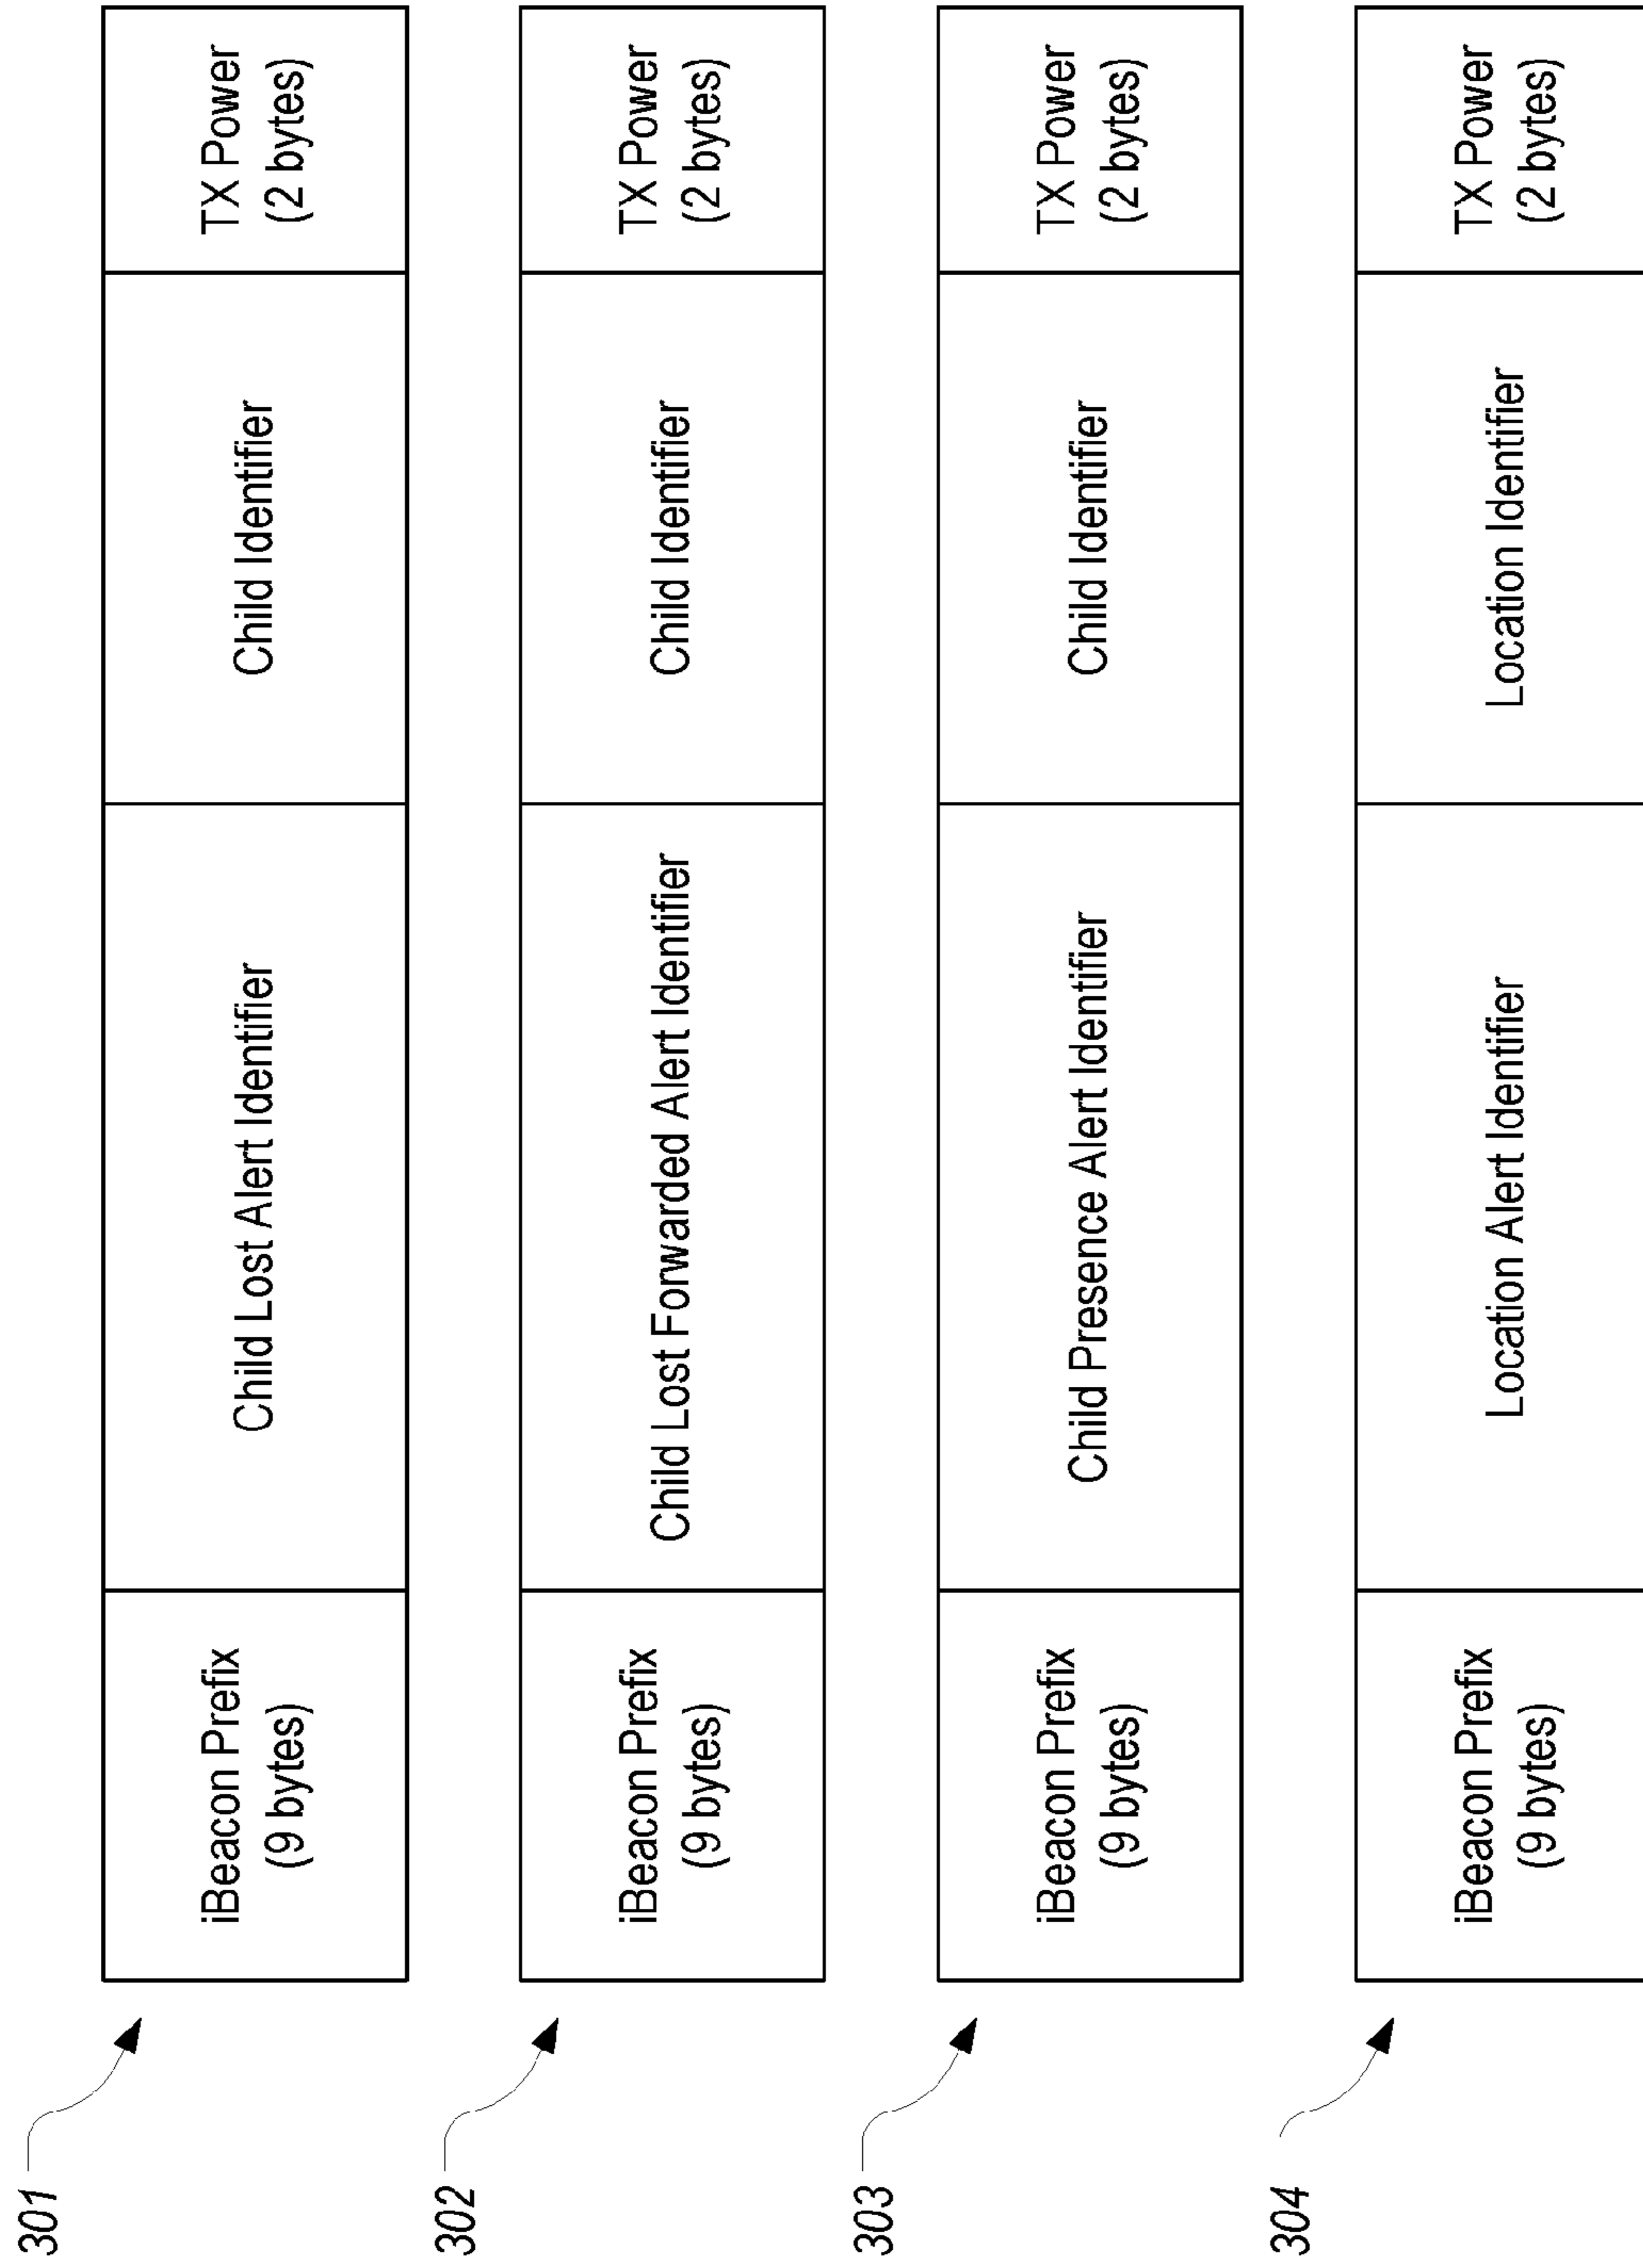 301
iBeacon Prefix
(9 bytes)
Child Lost Alert Identifier
Child Identifier
TX Power
(2 bytes)
302
iBeacon Prefix
(9 bytes)
Child Lost Forwarded Alert Identifier
Child Identifier
TX Power
(2 bytes)
303
iBeacon Prefix
(9 bytes)
Child Presence Alert Identifier
Child Identifier
TX Power
(2 bytes)
304
iBeacon Prefix
(9 bytes)
Location Alert Identifier
Location Identifier
TX Power
(2 bytes)